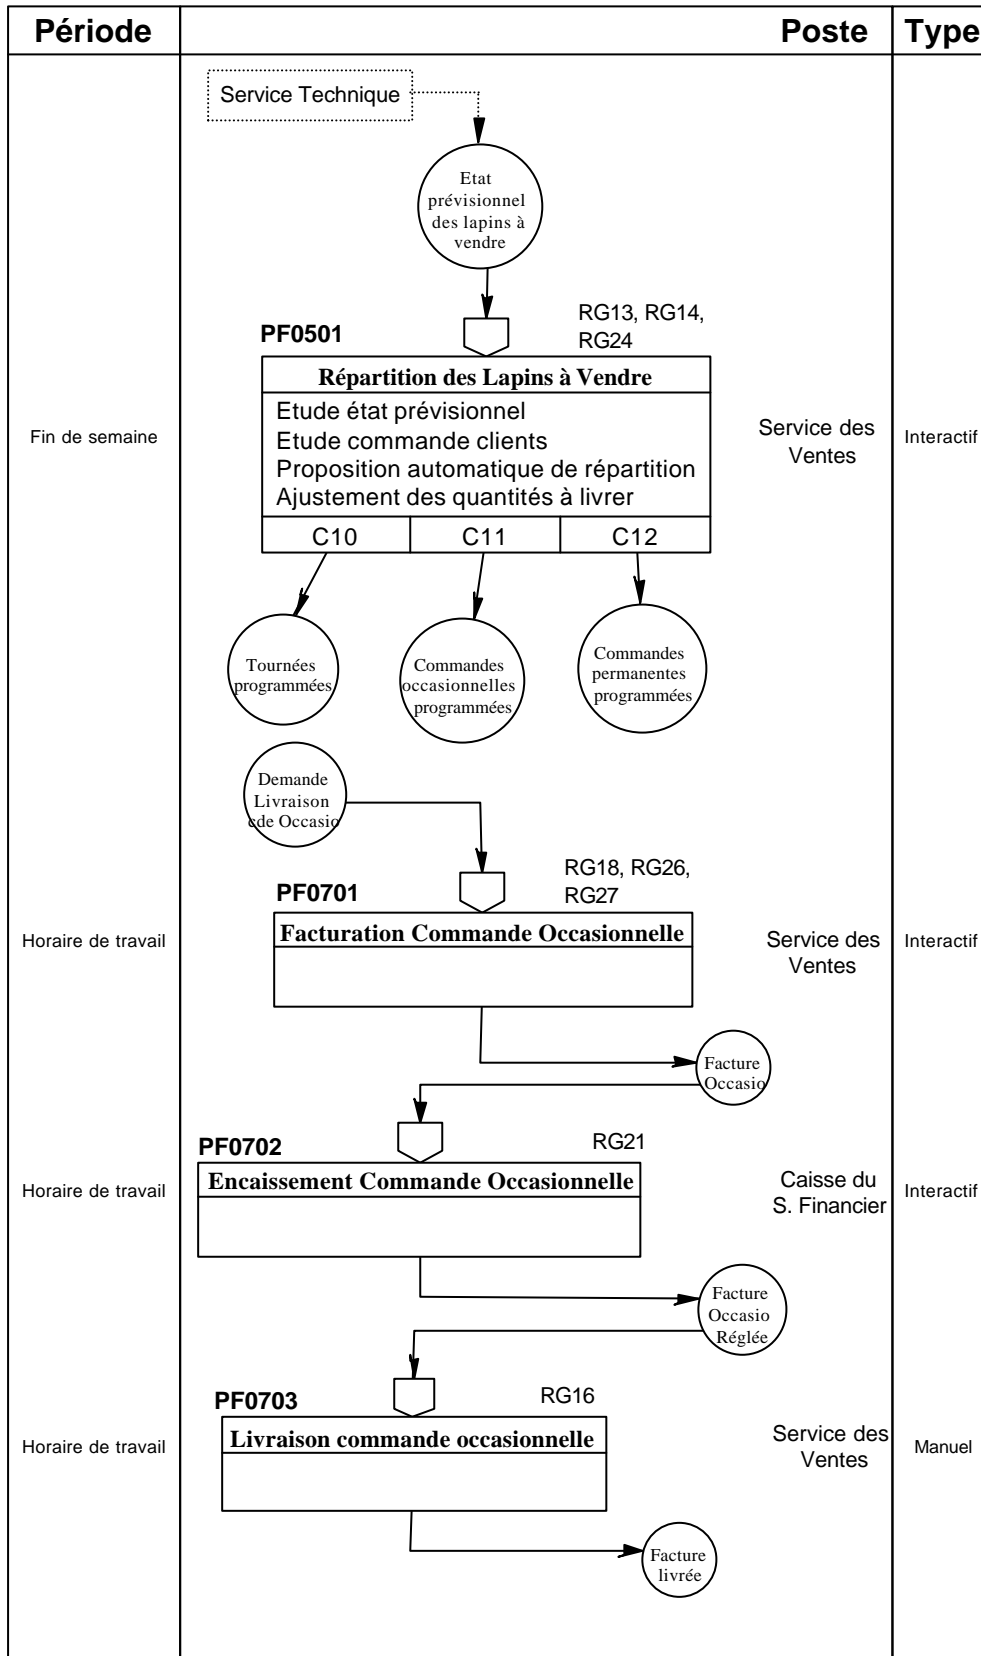 Période
Poste
Type
Service Technique
Etat
prévisionnel
des lapins à
vendre
PF0501
RG13, RG14,
RG24
Répartition des Lapins à Vendre
Etude état prévisionnel
Etude commande clients
Proposition automatique de répartition
Ajustement des quantités à livrer
C10
C11
C12
Fin de semaine
Service des
Ventes
Interactif
Tournées
programmées
Commandes
occasionnelles
programmées
Commandes
permanentes
programmées
Demande
Livraison
cde Occasio
PF0701
RG18, RG26,
RG27
Facturation Commande Occasionnelle
Horaire de travail
Service des
Ventes
Interactif
Facture
Occasio
PF0702
RG21
Encaissement Commande Occasionnelle
Horaire de travail
Caisse du
S. Financier
Interactif
Facture
Occasio
Réglée
PF0703
RG16
Livraison commande occasionnelle
Horaire de travail
Service des
Ventes
Manuel
Facture
livrée